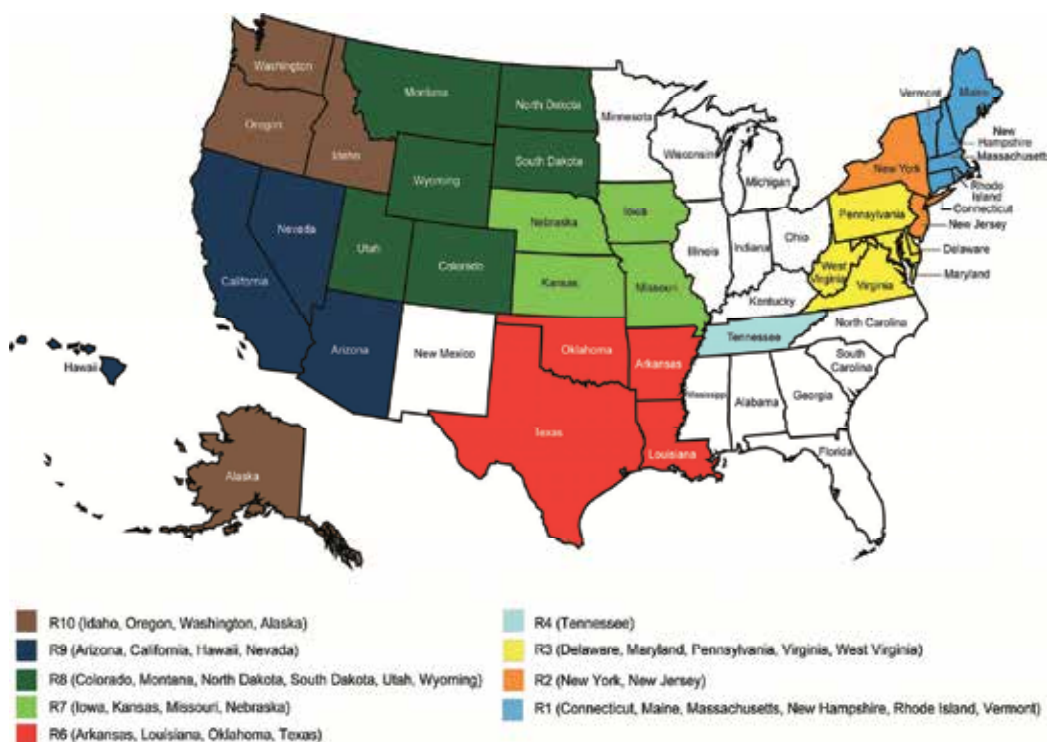 Washington
Montana
North Dakota
Minnesota
Vermont
Maine
Oregon
Idaho
South Dakota
Wisconsin
Michigan
New
Hampshire
Massachusetts
New York
Wyoming
Rhode
Island
Connecticut
New Jersey
Nebraska
Iowa
Pennsylvania
Nevada
Utah
Colorado
Illinois
Indiana
Ohio
Delaware
Maryland
West
Virginia
Virginia
California
Kansas
Missouri
Kentucky
North Carolina
Tennessee
Arizona
New Mexico
Oklahoma
Arkansas
South
Carolina
Hawaii
Mississippi
Alabama
Georgia
Texas
Louisiana
Florida
Alaska
R10 (Idaho, Oregon, Washington, Alaska)
R9 (Arizona, California, Hawaii, Nevada)
R8 (Colorado, Montana, North Dakota, South Dakota, Utah, Wyoming)
R7 (Iowa, Kansas, Missouri, Nebraska)
R6 (Arkansas, Louisiana, Oklahoma, Texas)
R4 (Tennessee)
R3 (Delaware, Maryland, Pennsylvania, Virginia, West Virginia)
R2 (New York, New Jersey)
R1 (Connecticut, Maine, Massachusetts, New Hampshire, Rhode Island, Vermont)